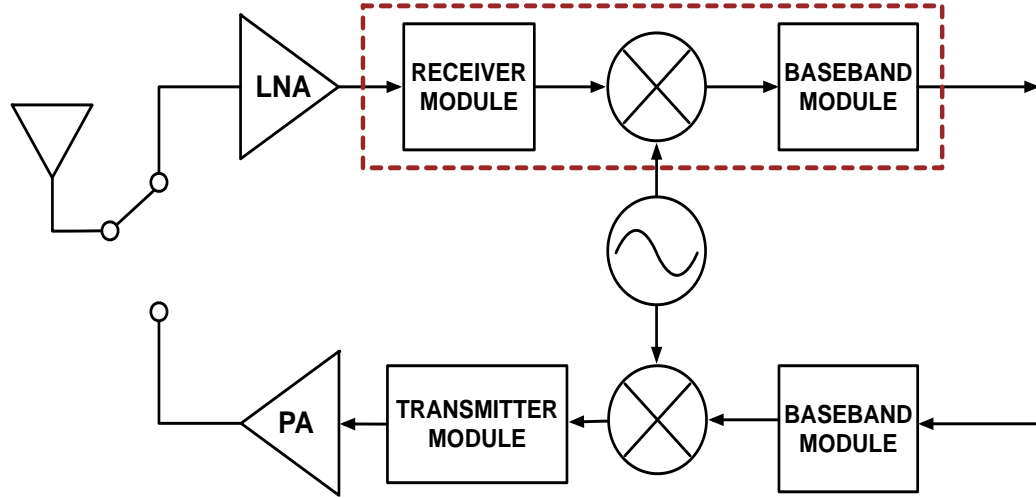 LNA
RECEIVER
MODULE
BASEBAND
MODULE
PA
TRANSMITTER
MODULE
BASEBAND
MODULE